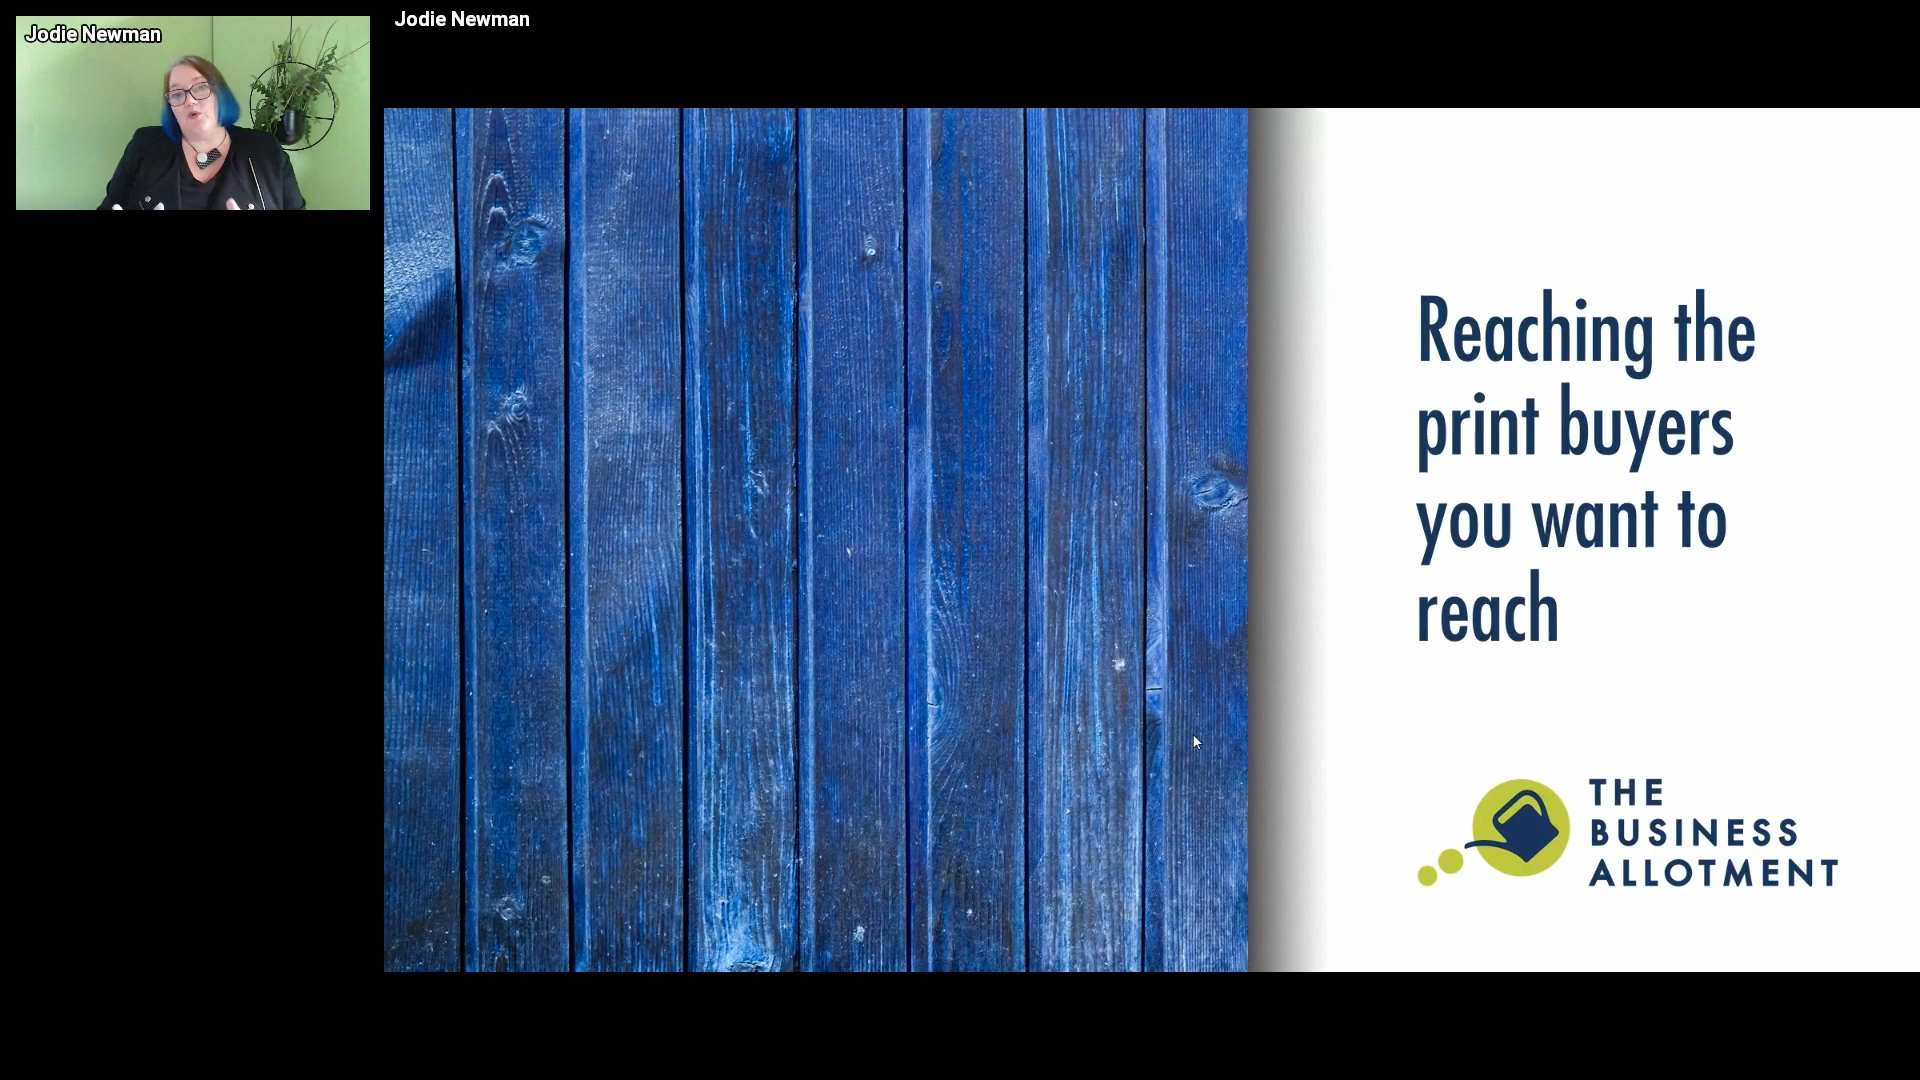 Jodie Newman
Jodie Newman
Reaching the
print buyers
you want to
reach
THE
BUSINESS
ALLOTMENT